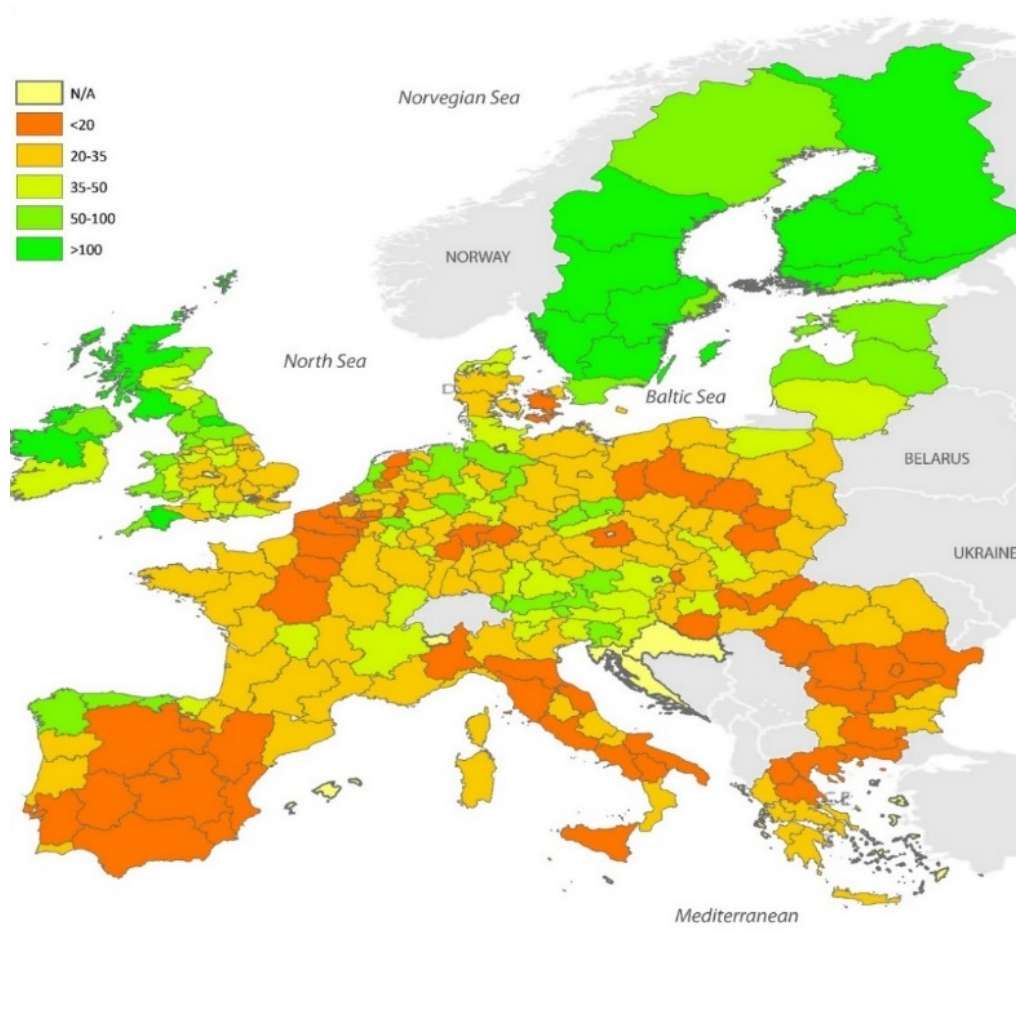 N/A
<20
20-35
35-50
50-100
>100
Norvegian Sea
NORWAY
North Sea
Baltic Sea
BELARUS
UKRAINE
Mediterranean